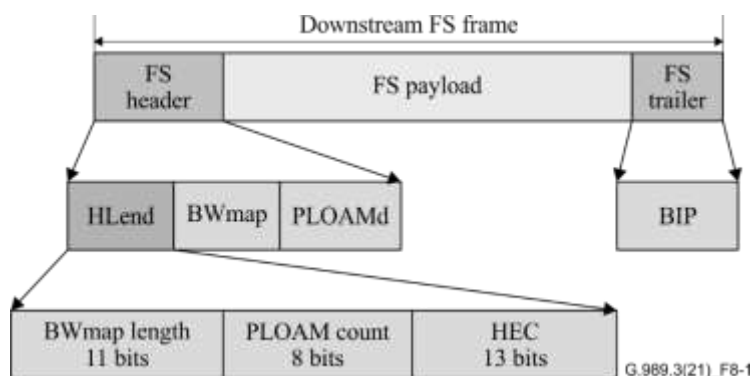 Downstream FS frame
FS header
FS payload
FS trailer
HLend
BWmap
PLOAMd
BIP
BWmap length
11 bits
PLOAM count
8 bits
HEC
13 bits
G.989.3(21)_F8-1